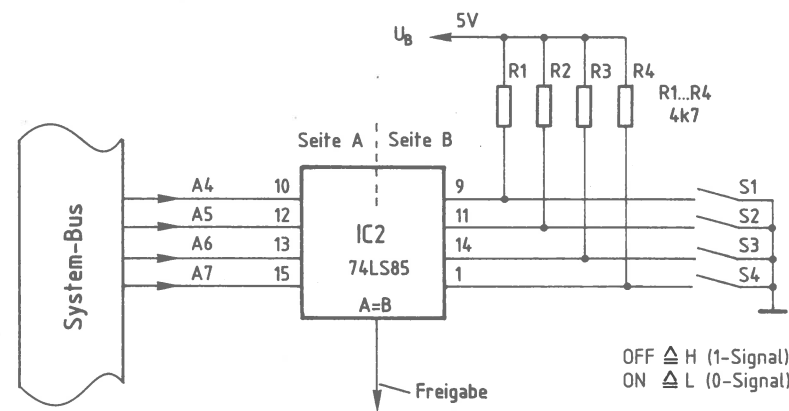 U_B 5V
R1 R2 R3 R4
R1...R4
4k7
Seite A Seite B
System-Bus
A4 10 9 S1
A5 12 11 S2
A6 13 14 S3
A7 15 1 S4
IC2
74LS85
A=B
Freigabe
OFF ≙ H (1-Signal)
ON ≙ L (0-Signal)